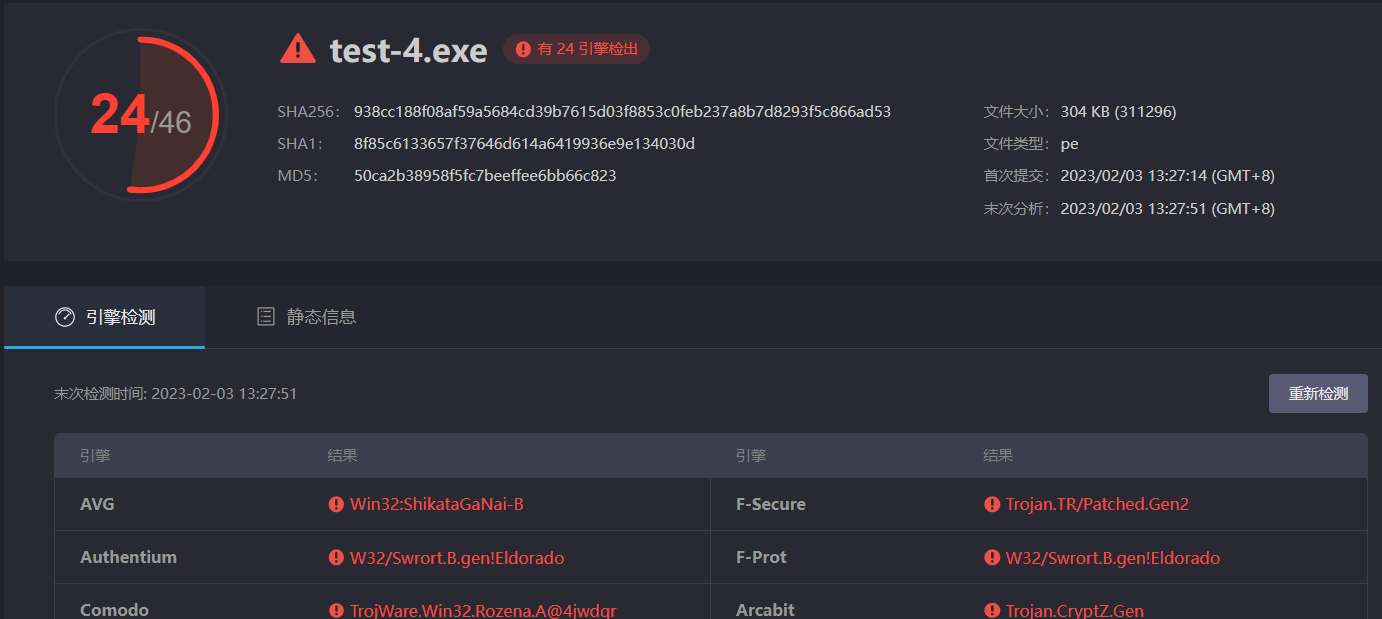 24/46
test-4.exe
有 24 引擎检出
SHA256: 938cc188f08af59a5684cd39b7615d03f8853c0feb237a8b7d8293f5c866ad53
SHA1: 8f85c6133657f37646d614a6419936e9e134030d
MD5: 50ca2b38958f5fc7beeffee6bb66c823
文件大小: 304 KB (311296)
文件类型: pe
首次提交: 2023/02/03 13:27:14 (GMT+8)
末次分析: 2023/02/03 13:27:51 (GMT+8)
引擎检测 静态信息
末次检测时间: 2023-02-03 13:27:51
重新检测
引擎 结果 引擎 结果
AVG Win32:ShikataGaNai-B F-Secure Trojan.TR/Patched.Gen2
Authentium W32/Swrort.B.gen!Eldorado F-Prot W32/Swrort.B.gen!Eldorado
Comodo TrojWare.Win32.Rozena.A@4jwdqr Arcabit Trojan.CryptZ.Gen